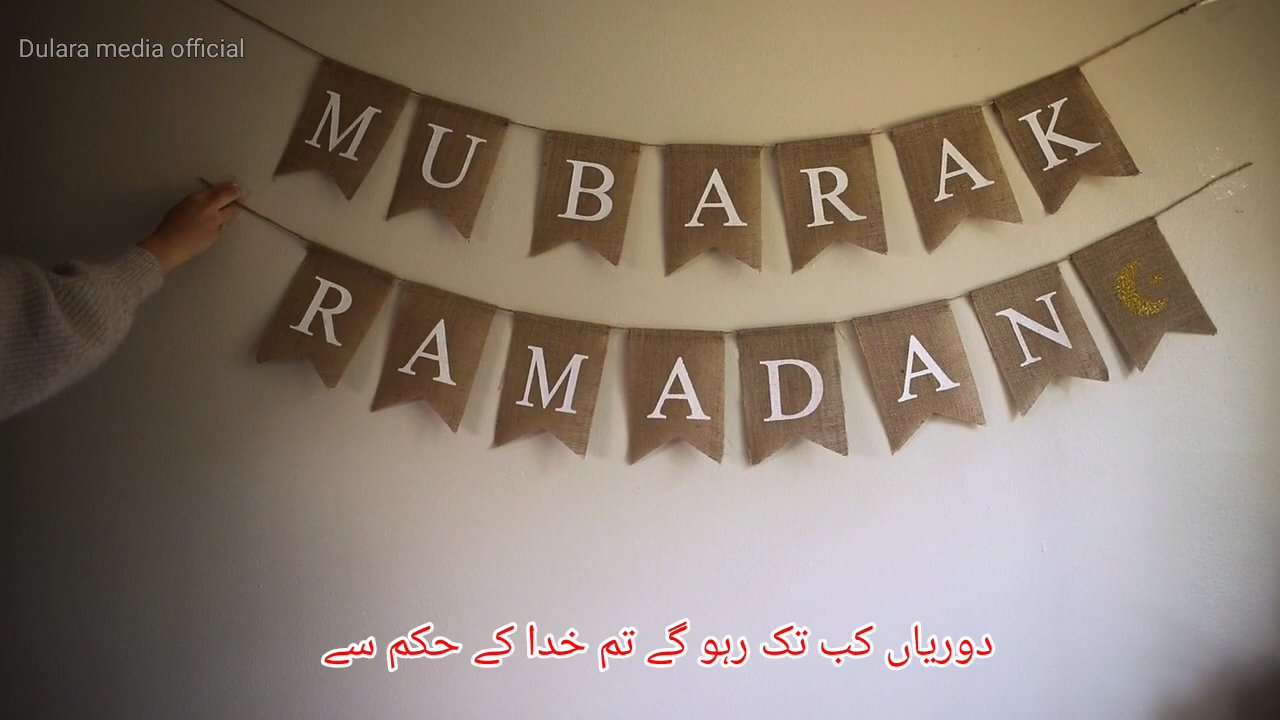 Dulara media official
MUBARAK
RAMADAN
دوریاں کب تک رہو گے تم خدا کے حکم سے